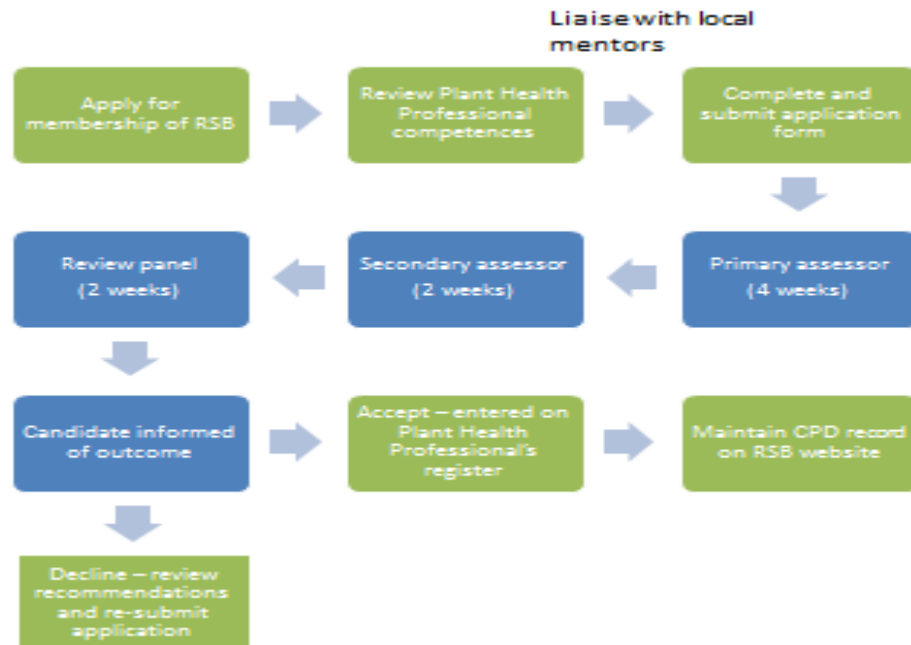 Liaise with local
mentors
Apply for
membership of RSB
Review Plant Health
Professional
competences
Complete and
submit application
form
Review panel
(2 weeks)
Secondary assessor
(2 weeks)
Primary assessor
(4 weeks)
Candidate informed
of outcome
Accept – entered on
Plant Health
Professional's
register
Maintain CPD record
on RSB website
Decline – review
recommendations
and re-submit
application